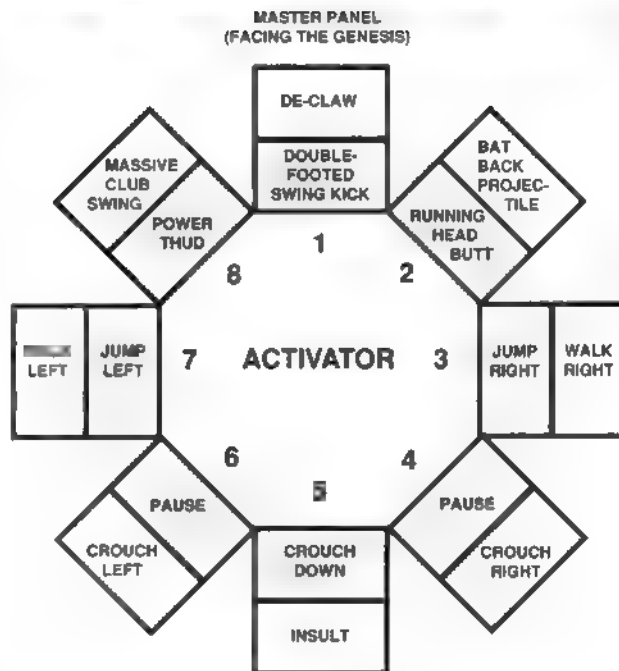 MASTER PANEL
(FACING THE GENESIS)
DE-CLAW
DOUBLE-
FOOTED
SWING KICK
1
BAT
BACK
PROJEC-
TILE
RUNNING
HEAD
BUTT
2
MASSIVE
CLUB
SWING
POWER
THUD
8
LEFT
JUMP
LEFT
7
ACTIVATOR
3
JUMP
RIGHT
WALK
RIGHT
6
PAUSE
CROUCH
LEFT
4
PAUSE
CROUCH
RIGHT
CROUCH
DOWN
INSULT